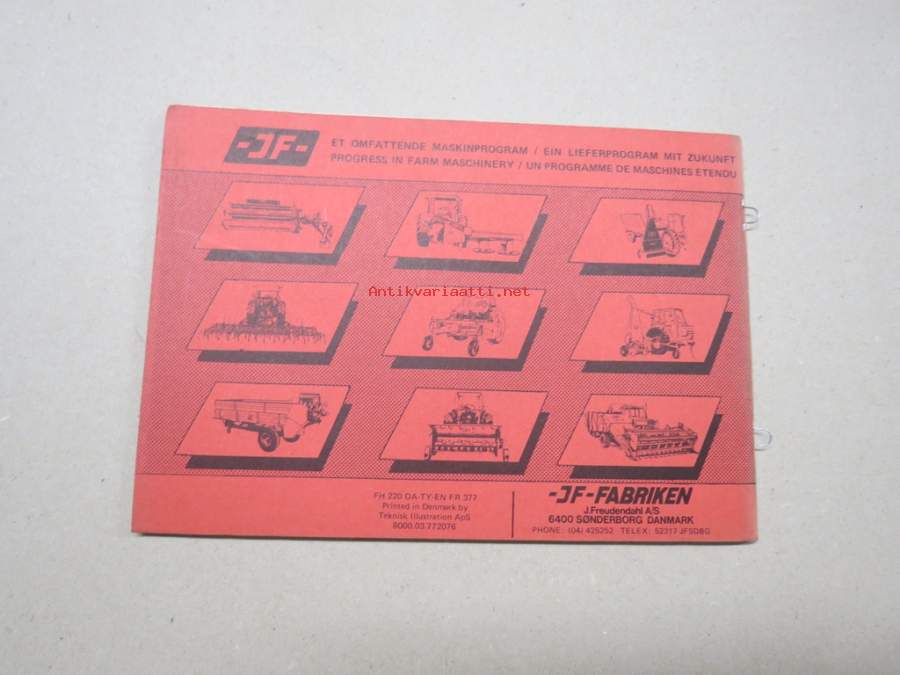 -JF-
ET OMFATTENDE MASKINPROGRAM / EIN LIEFERPROGRAM MIT ZUKUNFT
PROGRESS IN FARM MASCHINERY / UN PROGRAMME DE MASCHINES ETENDU
Antikvariaatti.net
FH 220 DA-TY-EN FR 377
Printed in Denmark by
Teknisk Illustration ApS
8000.03.772076
-JF-FABRIKEN
J.Freudendahl A/S
6400 SØNDERBORG DANMARK
PHONE: (04) 425252 TELEX: 52317 JFSDBG